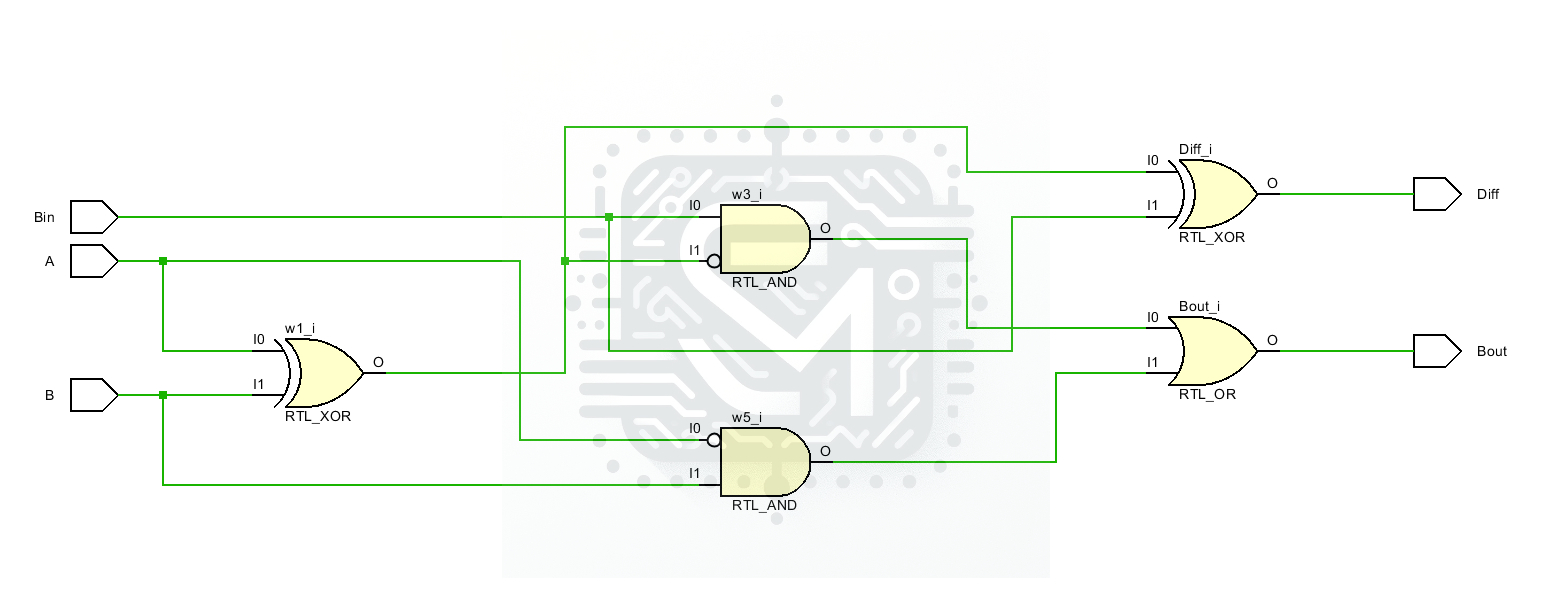 Diff_i
I0
O
I1
Diff
RTL_XOR
w3_i
Bin
I0
O
A
I1
RTL_AND
Bout_i
I0
O
I1
Bout
RTL_OR
w1_i
I0
O
I1
B
RTL_XOR
w5_i
I0
O
I1
RTL_AND